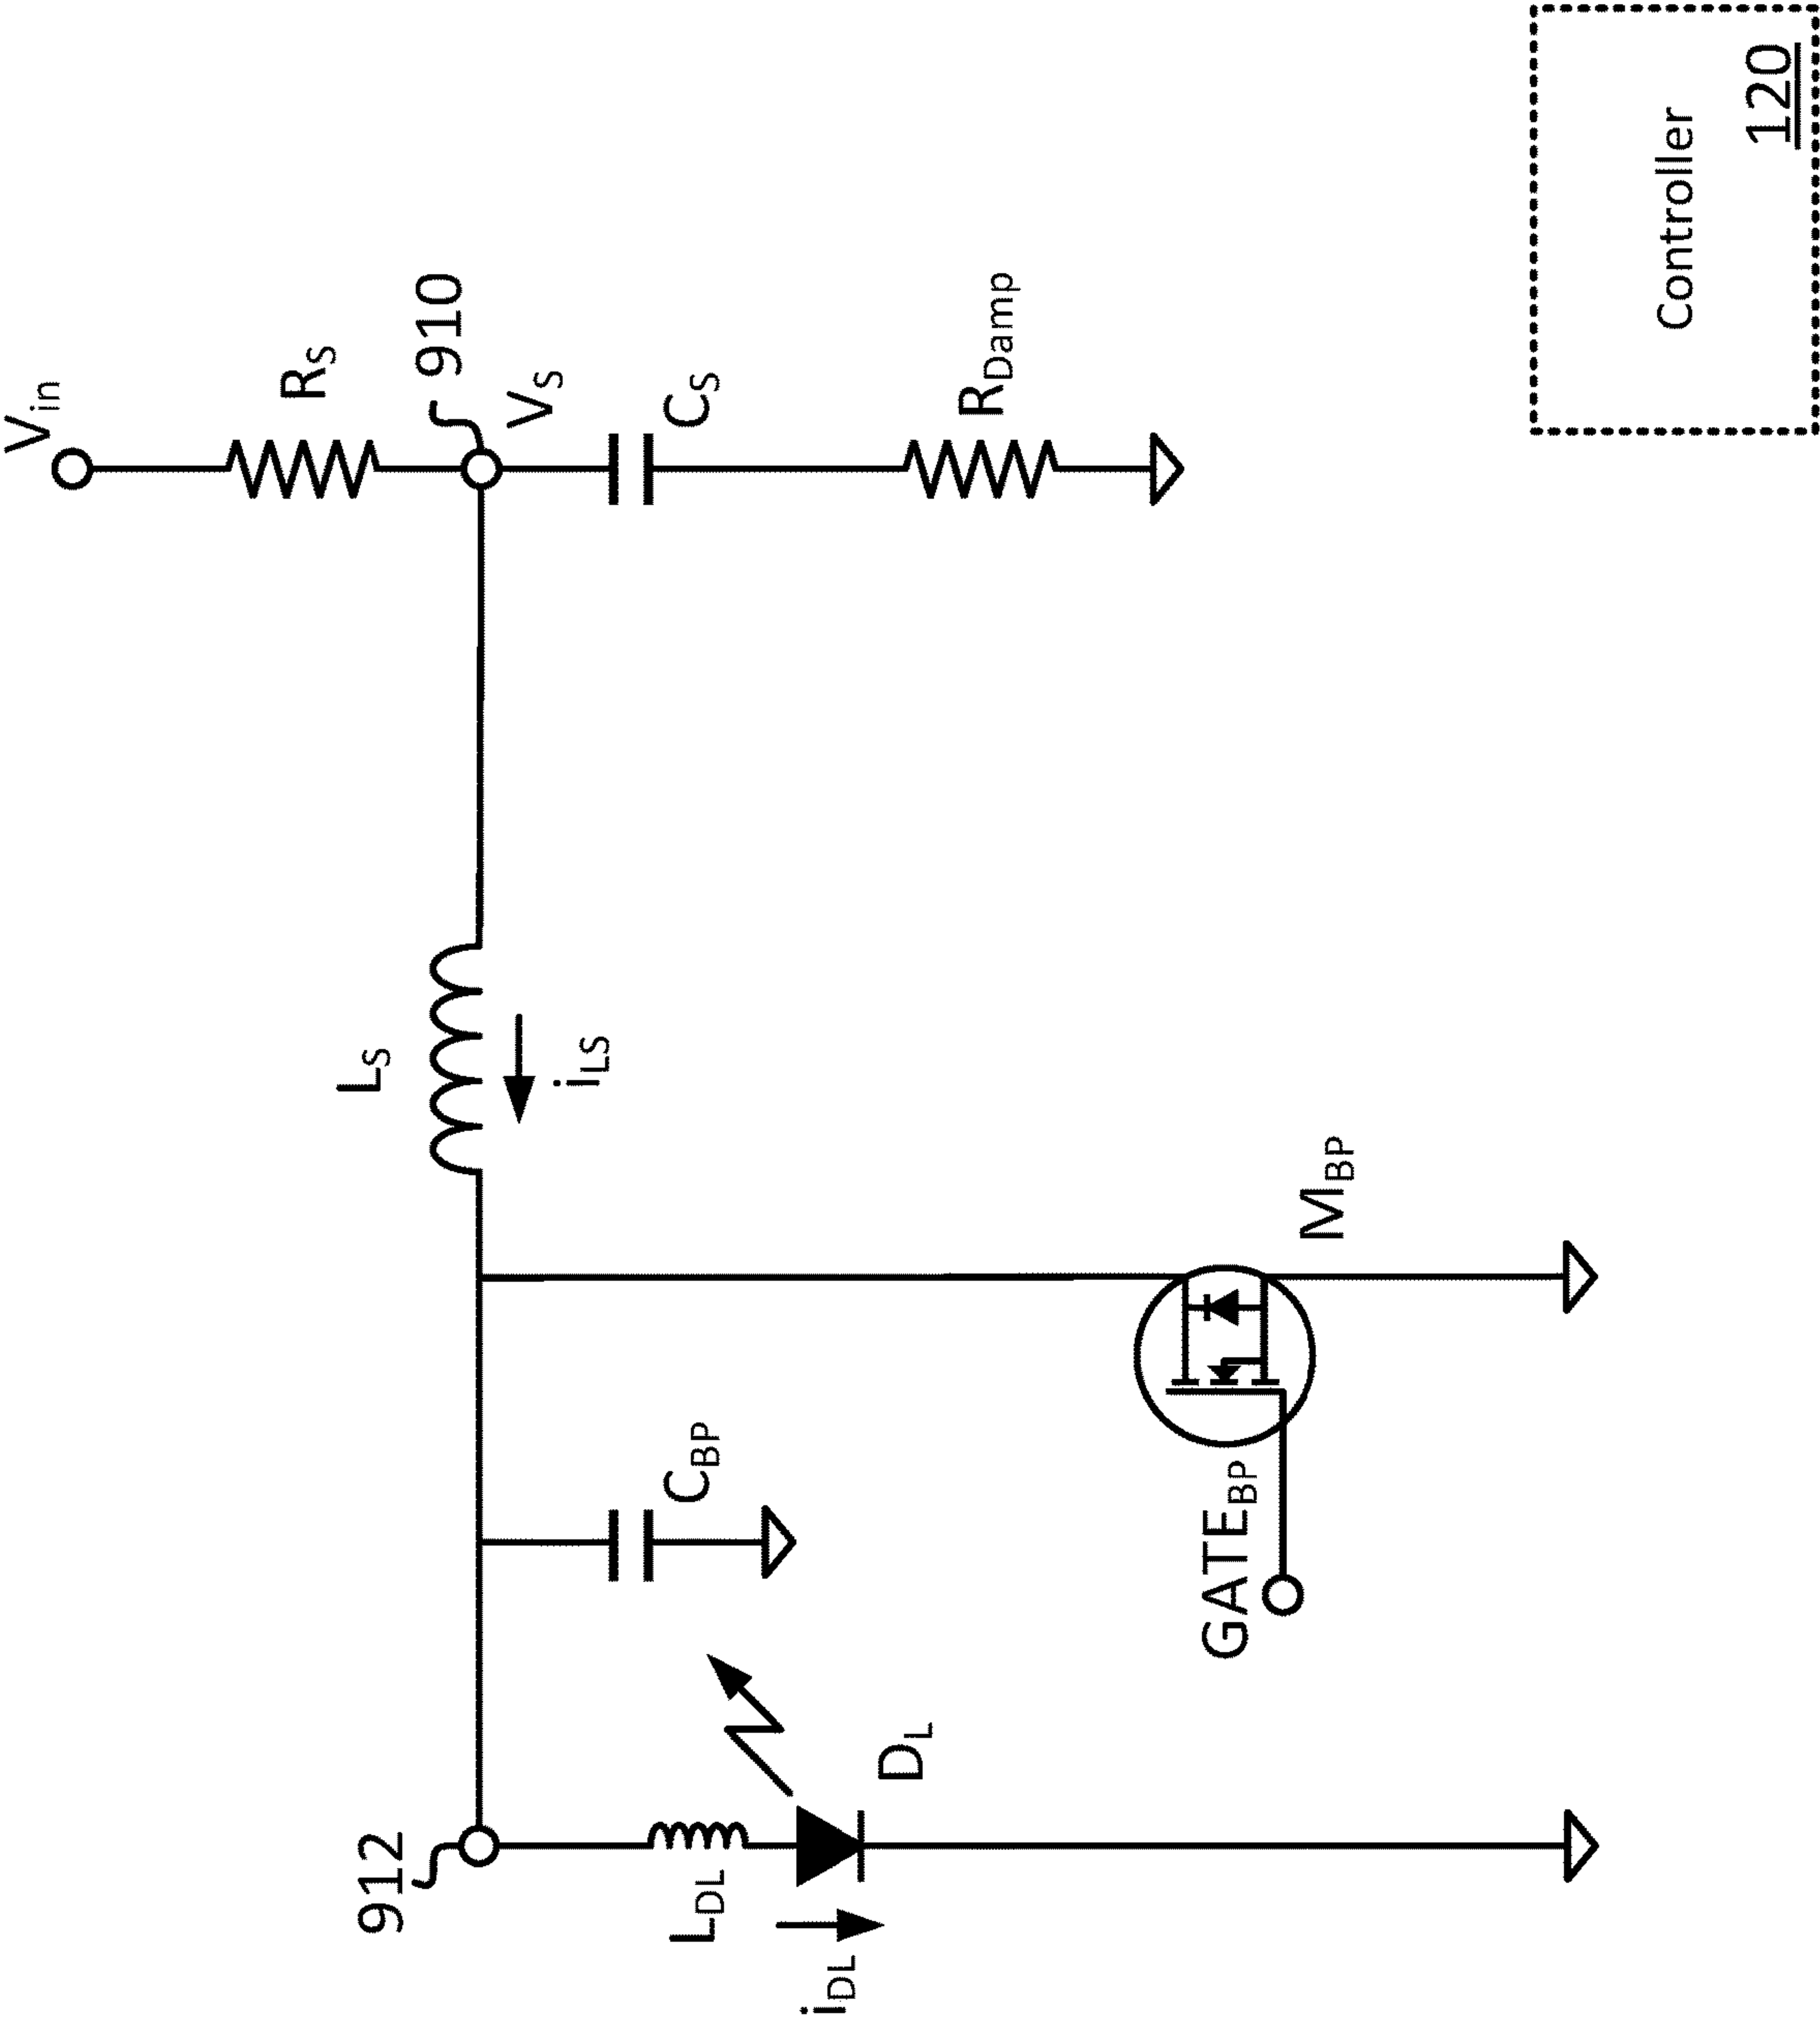 Vin
RS
910
VS
CS
RDamp
LS
iLS
MBP
GATEBP
CBP
912
LDL
iDL
DL
Controller
120